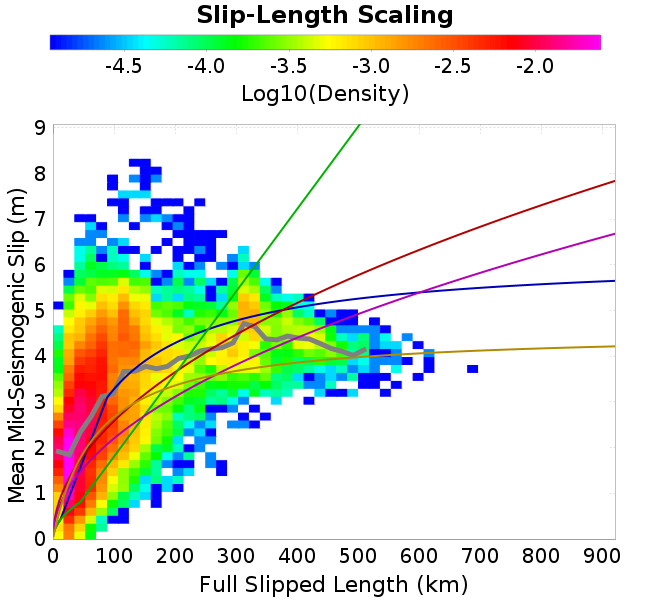 Slip-Length Scaling
-4.5 -4.0 -3.5 -3.0 -2.5 -2.0
Log10(Density)
Mean Mid-Seismogenic Slip (m)
9
8
7
6
5
4
3
2
1
0
0 100 200 300 400 500 600 700 800 900
Full Slipped Length (km)